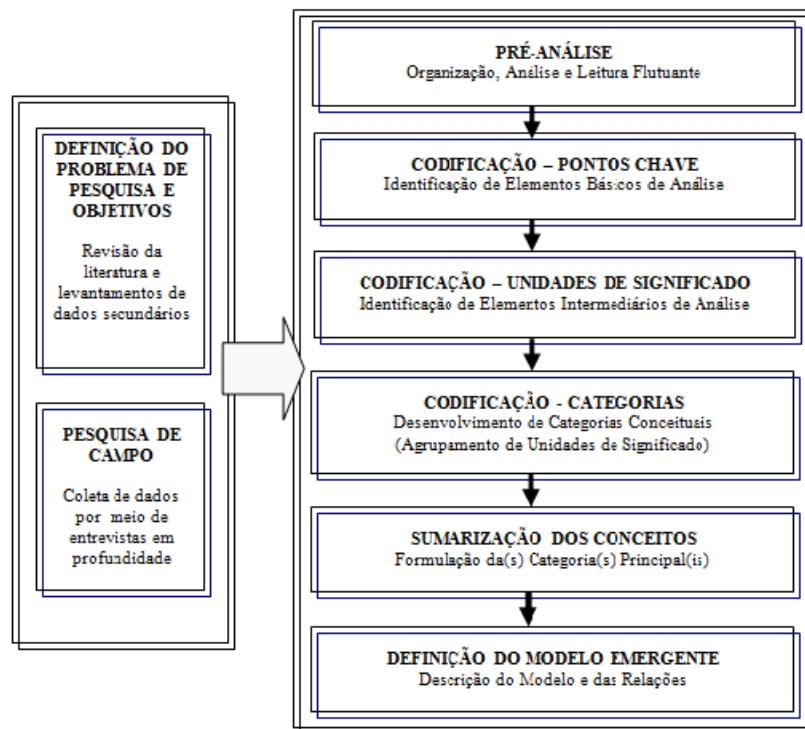 DEFINIÇÃO DO
PROBLEMA DE
PESQUISA E
OBJETIVOS
Revisão da
literatura e
levantamentos de
dados secundários
PESQUISA DE
CAMPO
Coleta de dados
por meio de
entrevistas em
profundidade
PRÉ-ANÁLISE
Organização, Análise e Leitura Flutuante
CODIFICAÇÃO – PONTOS CHAVE
Identificação de Elementos Básicos de Análise
CODIFICAÇÃO – UNIDADES DE SIGNIFICADO
Identificação de Elementos Intermediários de Análise
CODIFICAÇÃO - CATEGORIAS
Desenvolvimento de Categorias Conceituais
(Agrupamento de Unidades de Significado)
SUMARIZAÇÃO DOS CONCEITOS
Formulação da(s) Categoria(s) Principal(is)
DEFINIÇÃO DO MODELO EMERGENTE
Descrição do Modelo e das Relações